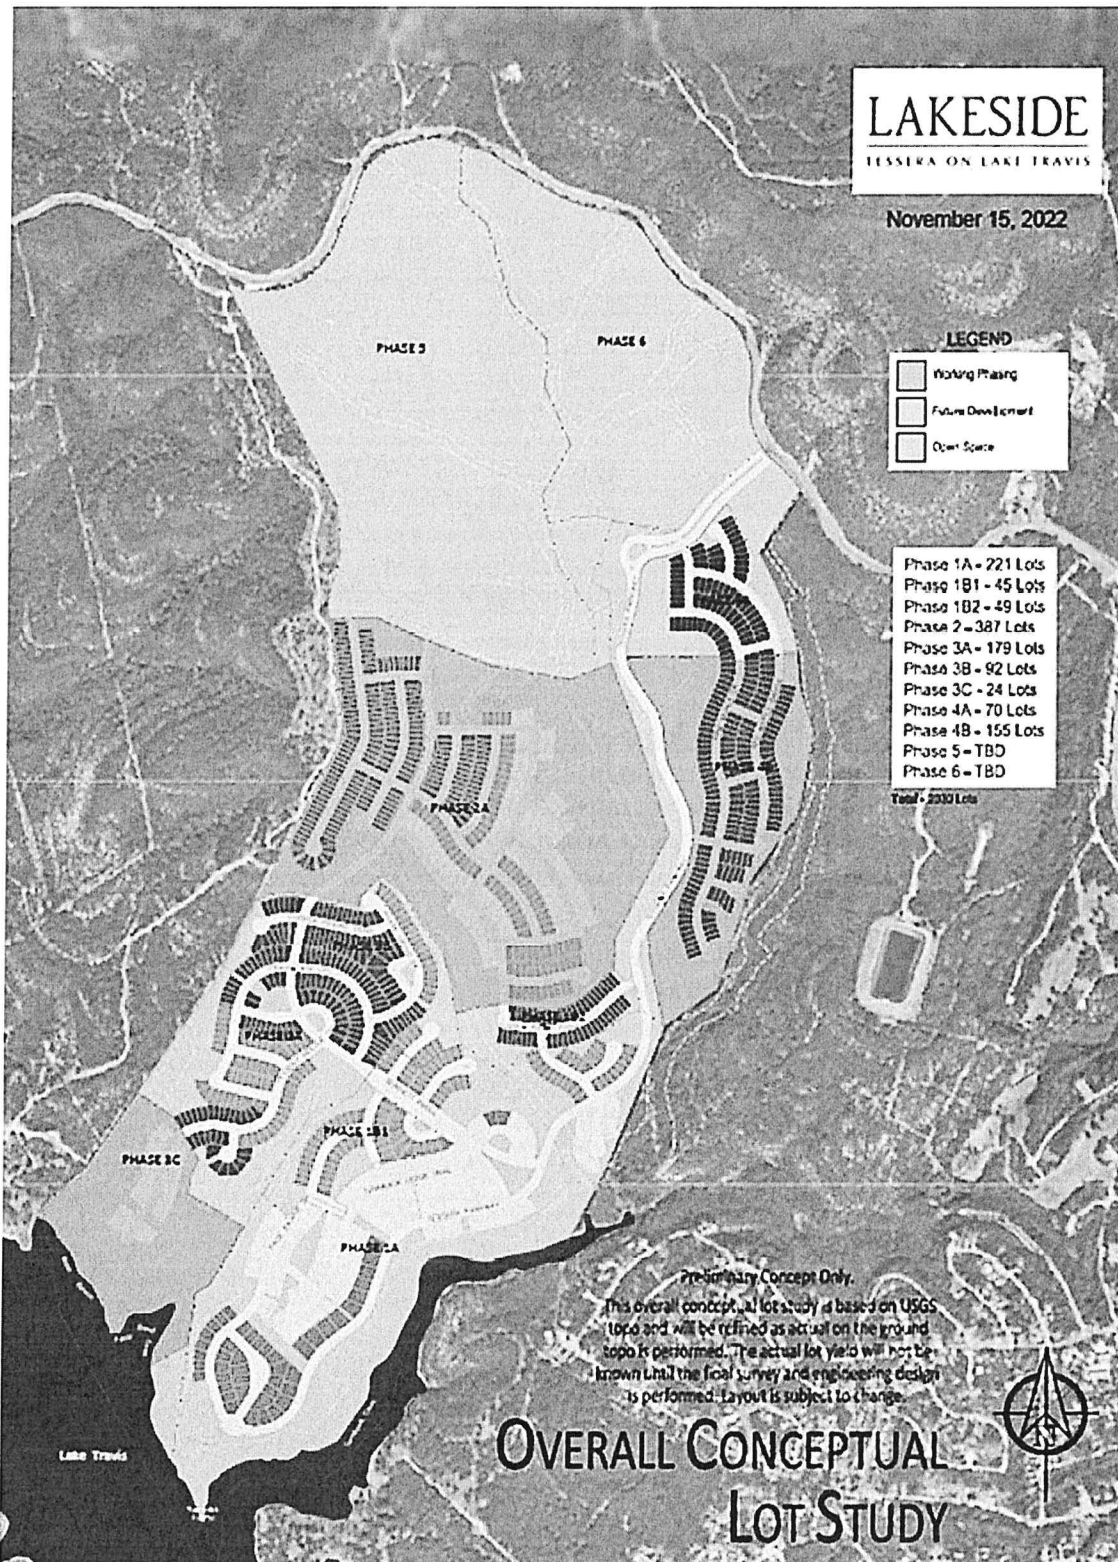 LAKESIDE
TESSERA ON LAKE TRAVIS
November 15, 2022
LEGEND
Working Phasing
Future Development
Open Space
PHASE 5
PHASE 6
Phase 1A - 221 Lots
Phase 1B1 - 45 Lots
Phase 1B2 - 49 Lots
Phase 2 - 387 Lots
Phase 3A - 179 Lots
Phase 3B - 92 Lots
Phase 3C - 24 Lots
Phase 4A - 70 Lots
Phase 4B - 155 Lots
Phase 5 - TBD
Phase 6 - TBD
PHASE 2A
PHASE 3A
PHASE 1B1
PHASE 3C
PHASE 1A
Preliminary Concept Only.
This overall conceptual lot study is based on USGS
topo and will be refined as actual on the ground
topo is performed. The actual lot yield will not be
known until the final survey and engineering design
is performed. Layout is subject to change.
Lake Travis
OVERALL CONCEPTUAL
LOT STUDY